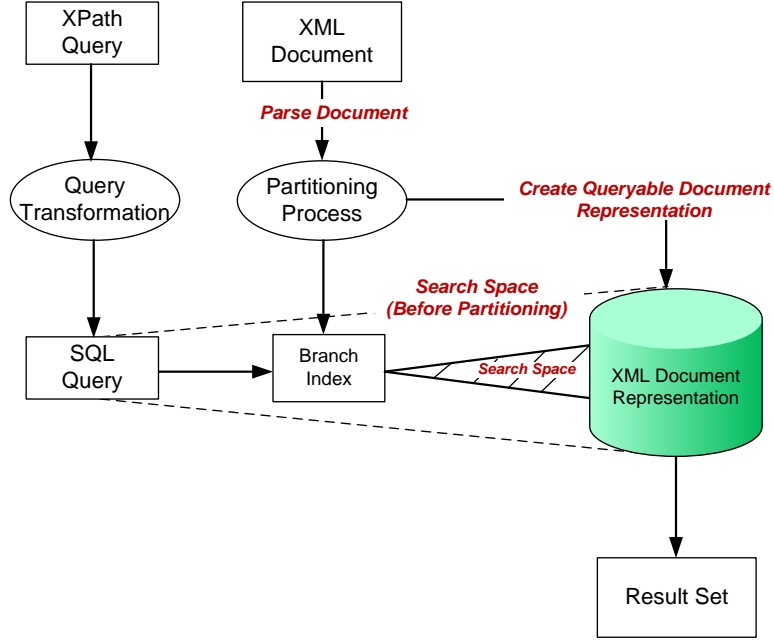 XPath
Query
XML
Document
Parse Document
Query
Transformation
Partitioning
Process
Create Queryable Document
Representation
Search Space
(Before Partitioning)
SQL
Query
Branch
Index
Search Space
XML Document
Representation
Result Set